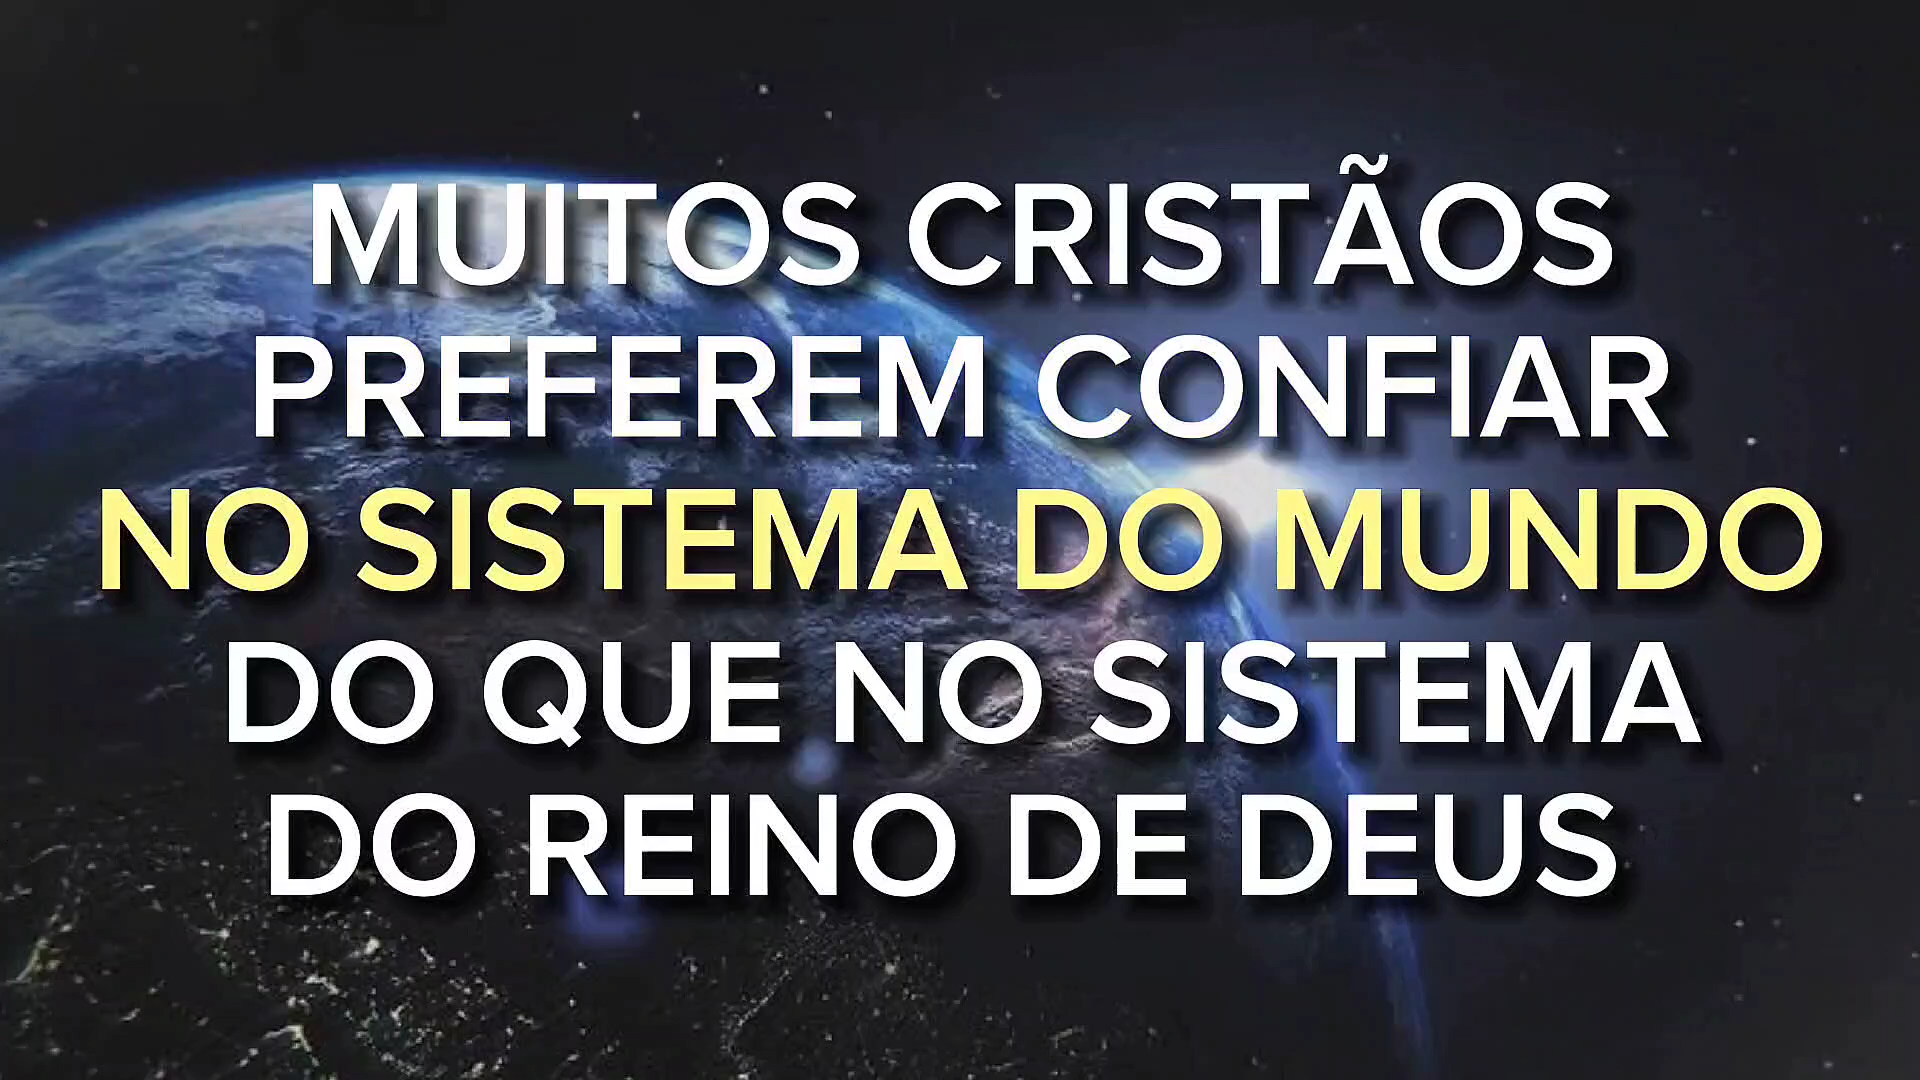 MUITOS CRISTÃOS
PREFEREM CONFIAR
NO SISTEMA DO MUNDO
DO QUE NO SISTEMA
DO REINO DE DEUS